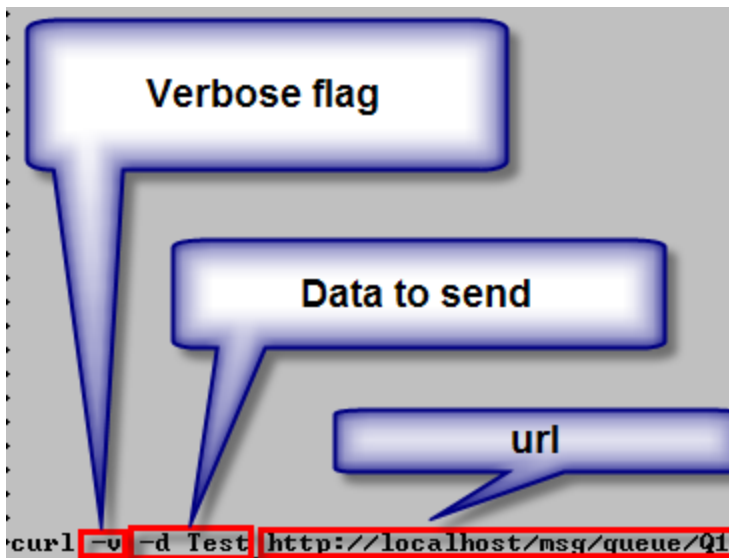 Verbose flag
Data to send
url
curl -v -d Test http://localhost/msg/queue/Q1